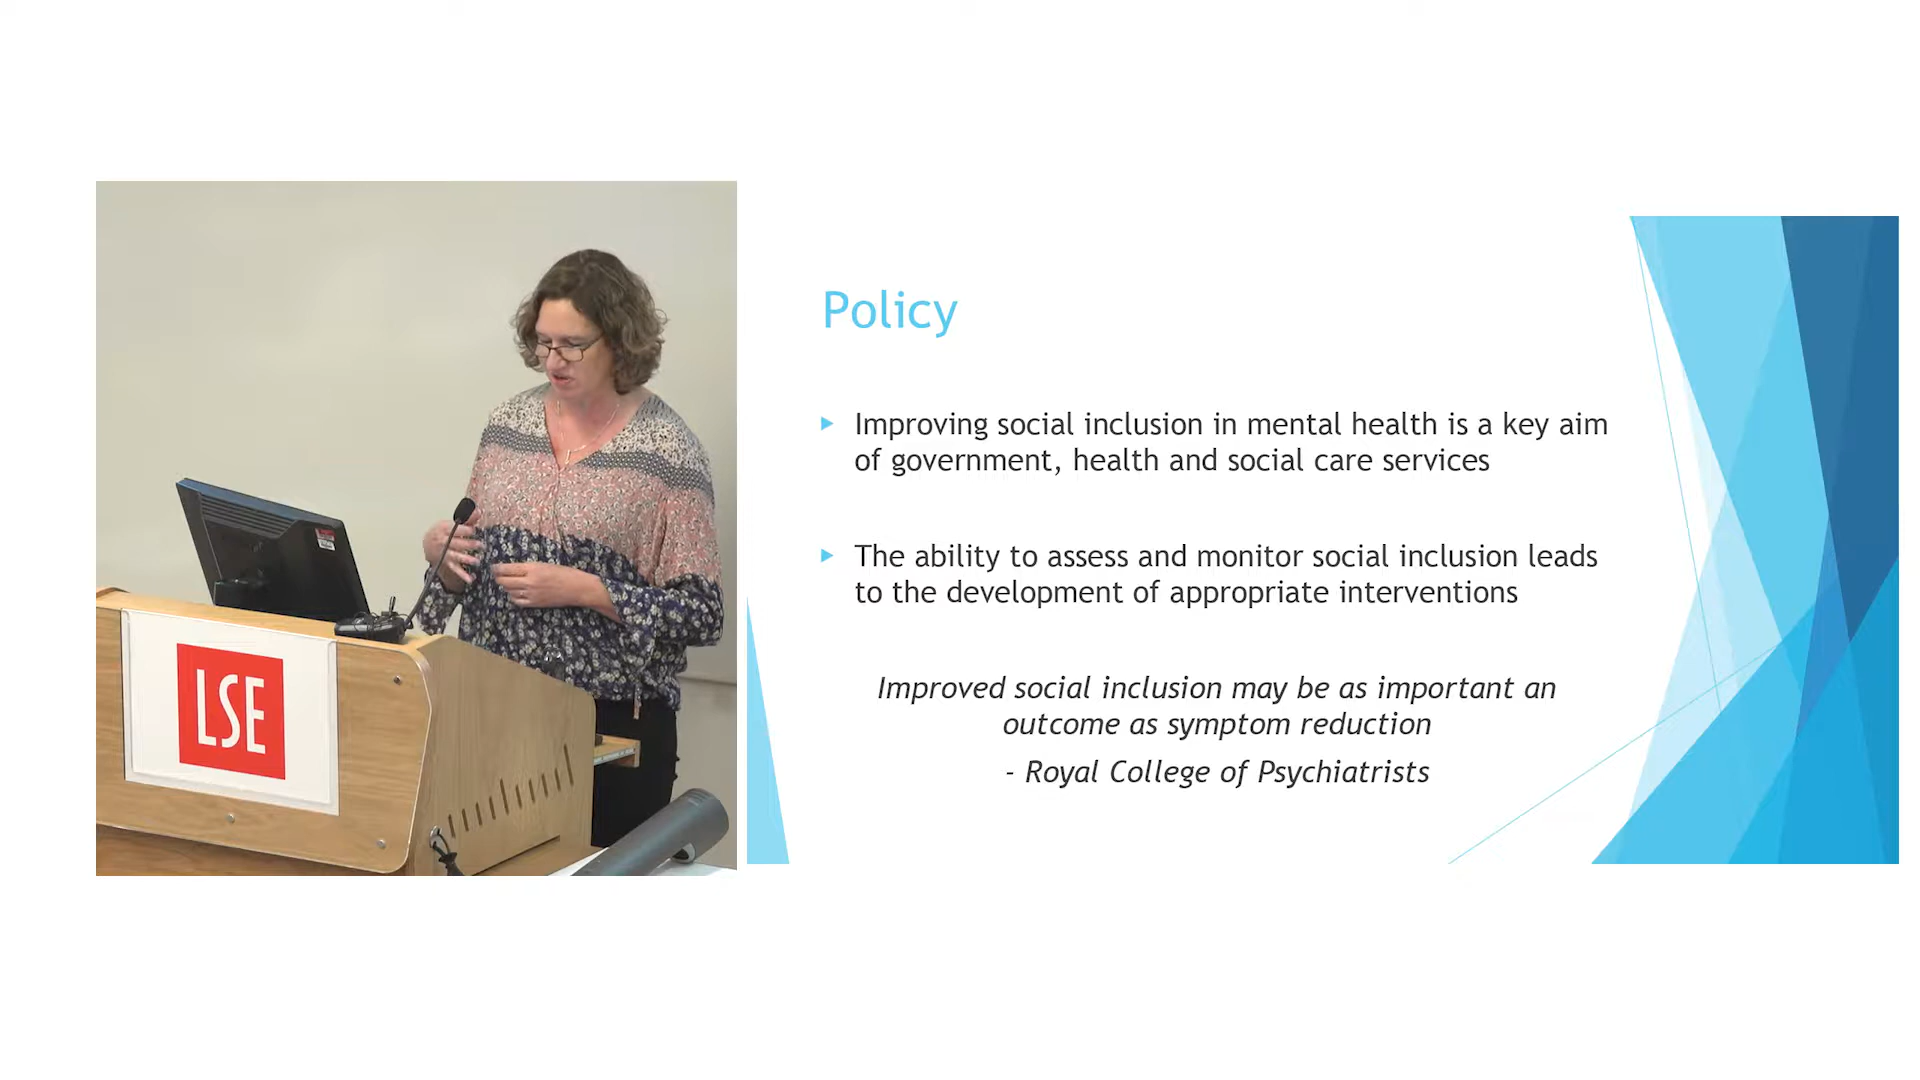 LSE
Policy
Improving social inclusion in mental health is a key aim
of government, health and social care services
The ability to assess and monitor social inclusion leads
to the development of appropriate interventions
Improved social inclusion may be as important an
outcome as symptom reduction
- Royal College of Psychiatrists